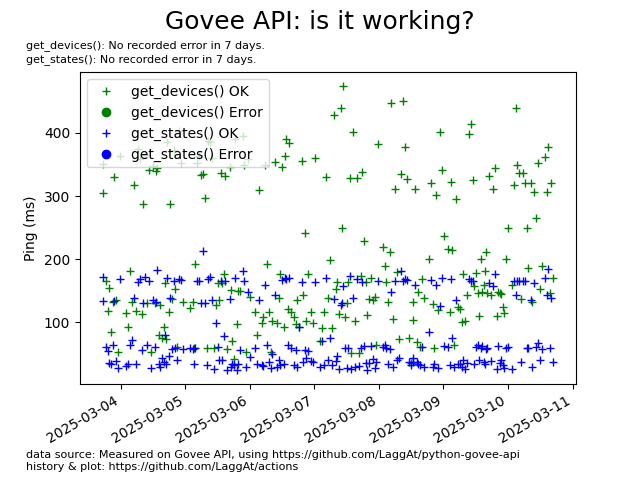 Govee API: is it working?
get_devices(): No recorded error in 7 days.
get_states(): No recorded error in 7 days.
get_devices() OK
get_devices() Error
get_states() OK
get_states() Error
Ping (ms)
400
300
200
100
2025-03-04
2025-03-05
2025-03-06
2025-03-07
2025-03-08
2025-03-09
2025-03-10
2025-03-11
data source: Measured on Govee API, using https://github.com/LaggAt/python-govee-api
history & plot: https://github.com/LaggAt/actions